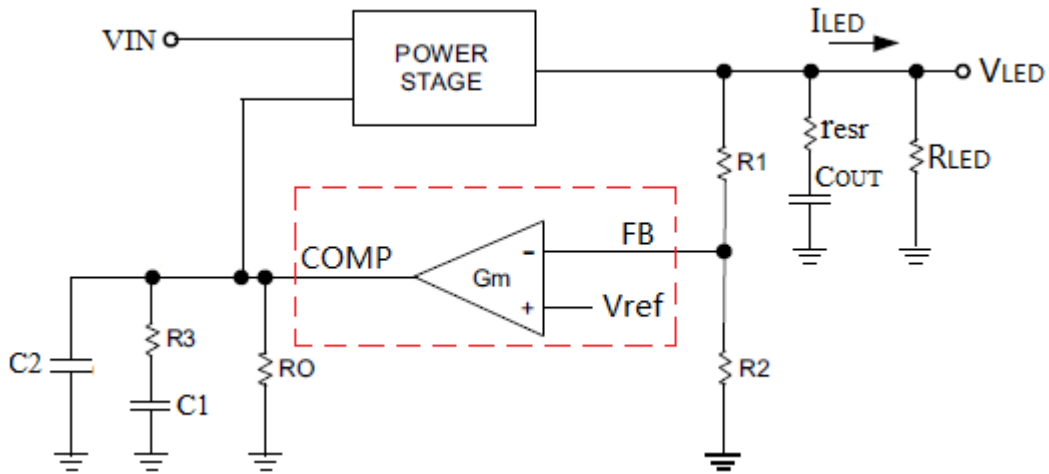 ILED
VIN
POWER
STAGE
VLED
resr
R1
COUT
RLED
FB
COMP
-
Gm
+
Vref
R3
C2
RO
R2
C1